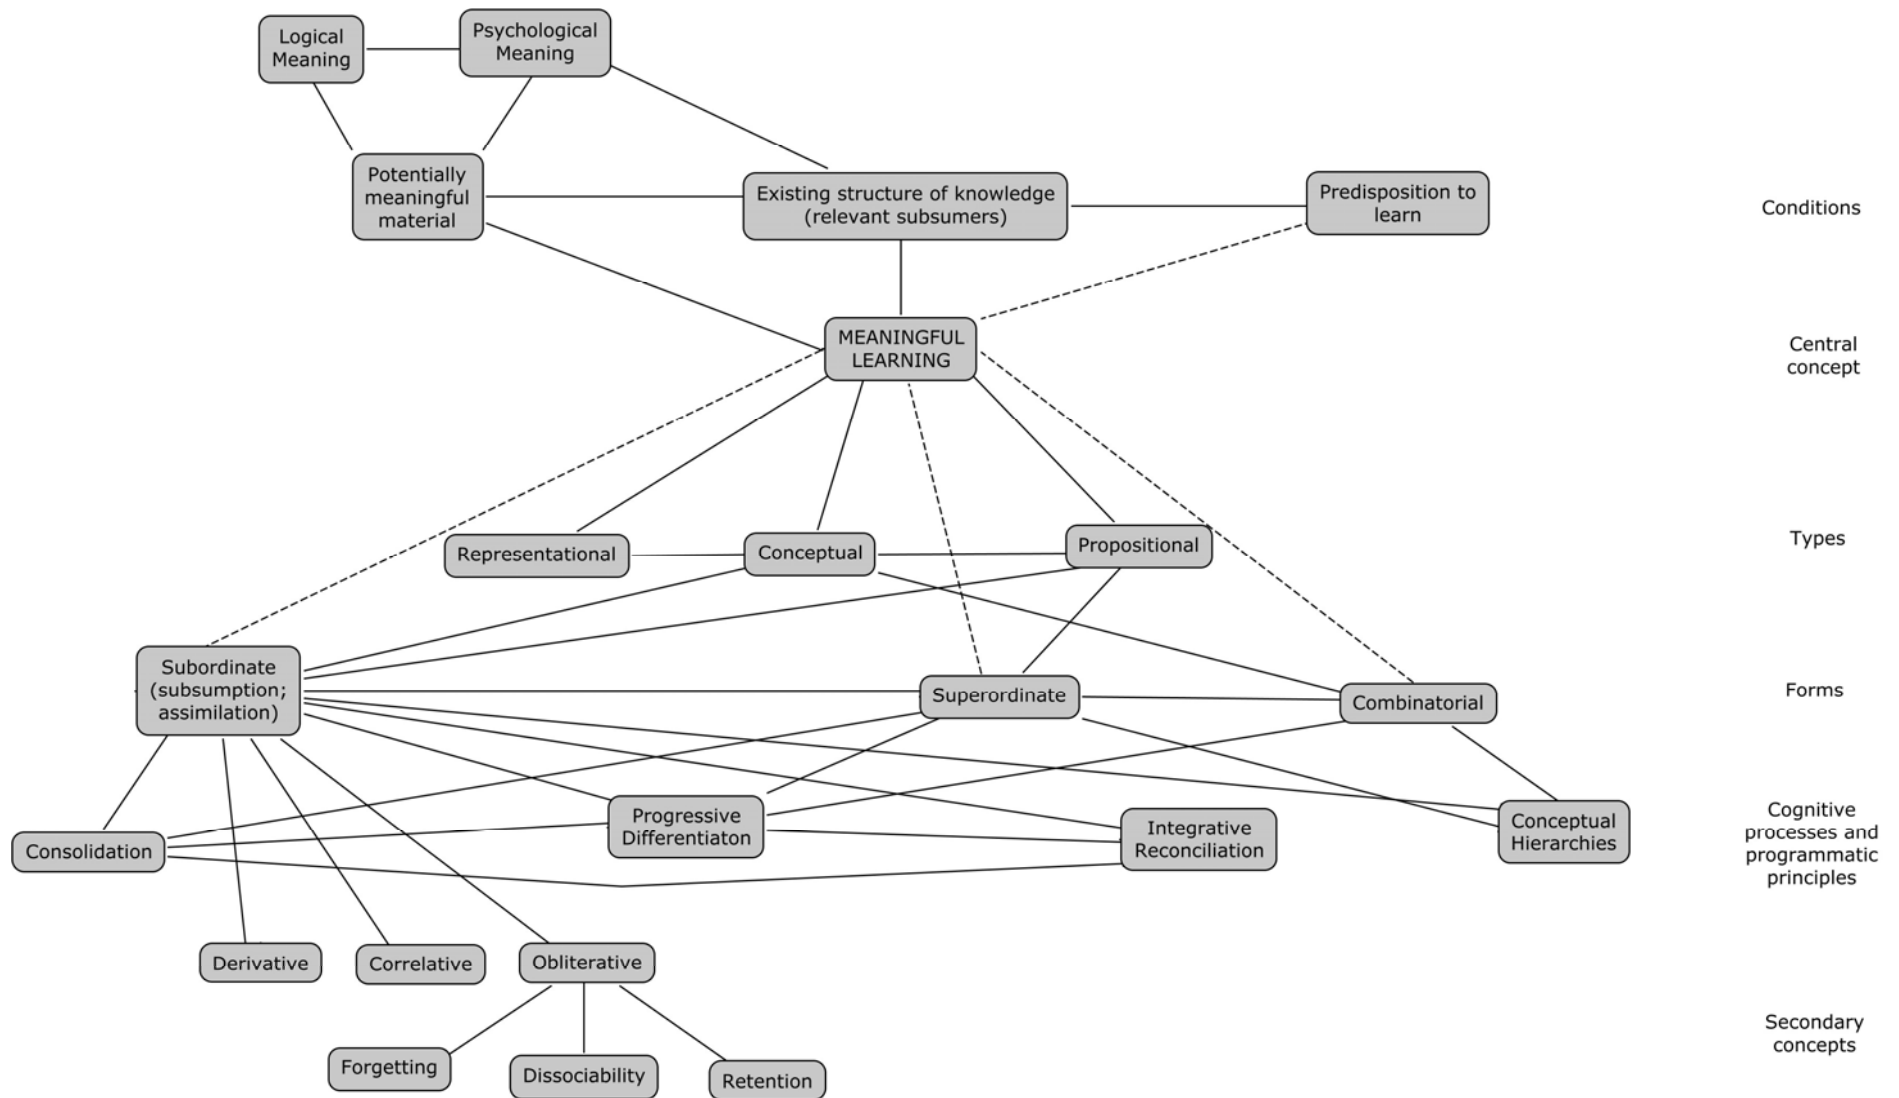 Logical
Meaning
Psychological
Meaning
Potentially
meaningful
material
Existing structure of knowledge
(relevant subsumers)
Predisposition to
learn
Conditions
MEANINGFUL
LEARNING
Central
concept
Representational
Conceptual
Propositional
Types
Subordinate
(subsumption;
assimilation)
Superordinate
Combinatorial
Forms
Consolidation
Progressive
Differentiaton
Integrative
Reconciliation
Conceptual
Hierarchies
Cognitive
processes and
programmatic
principles
Derivative
Correlative
Obliterative
Forgetting
Dissociability
Retention
Secondary
concepts